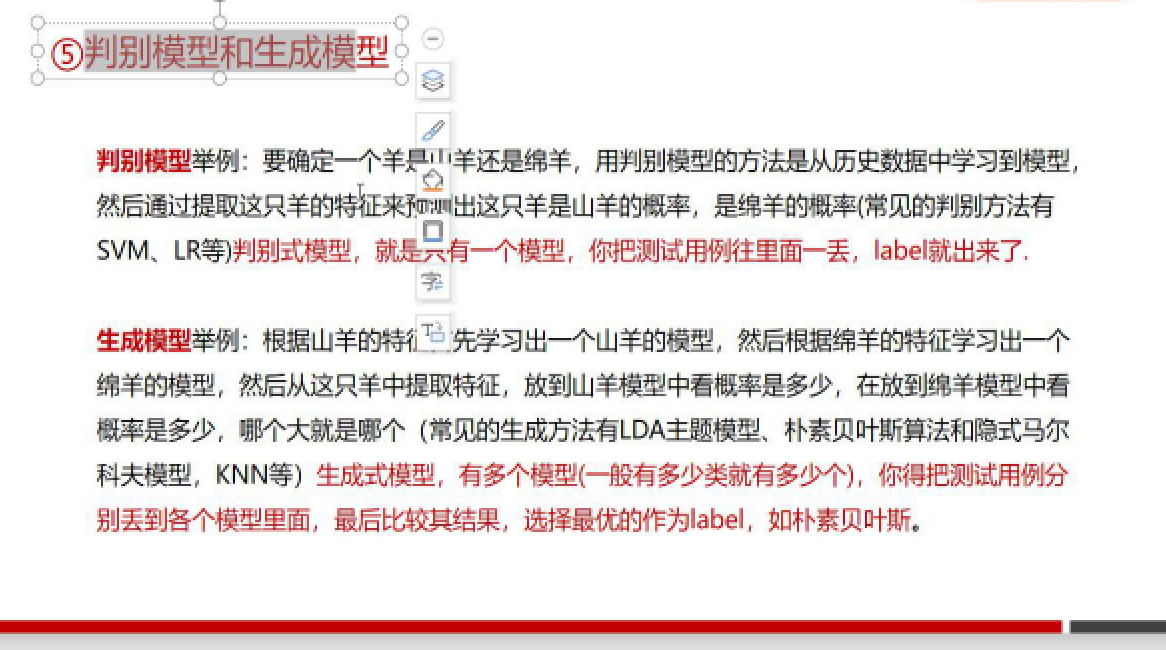 ⑤判别模型和生成模型
判别模型举例：要确定一个羊是山羊还是绵羊，用判别模型的方法是从历史数据中学习到模型，
然后通过提取这只羊的特征来预测出这只羊是山羊的概率，是绵羊的概率(常见的判别方法有
SVM、LR等)判别式模型，就是只有一个模型，你把测试用例往里面一丢，label就出来了.
生成模型举例：根据山羊的特征先学习出一个山羊的模型，然后根据绵羊的特征学习出一个
绵羊的模型，然后从这只羊中提取特征，放到山羊模型中看概率是多少，在放到绵羊模型中看
概率是多少，哪个大就是哪个（常见的生成方法有LDA主题模型、朴素贝叶斯算法和隐式马尔
科夫模型，KNN等）生成式模型，有多个模型(一般有多少类就有多少个)，你得把测试用例分
别丢到各个模型里面，最后比较其结果，选择最优的作为label，如朴素贝叶斯。